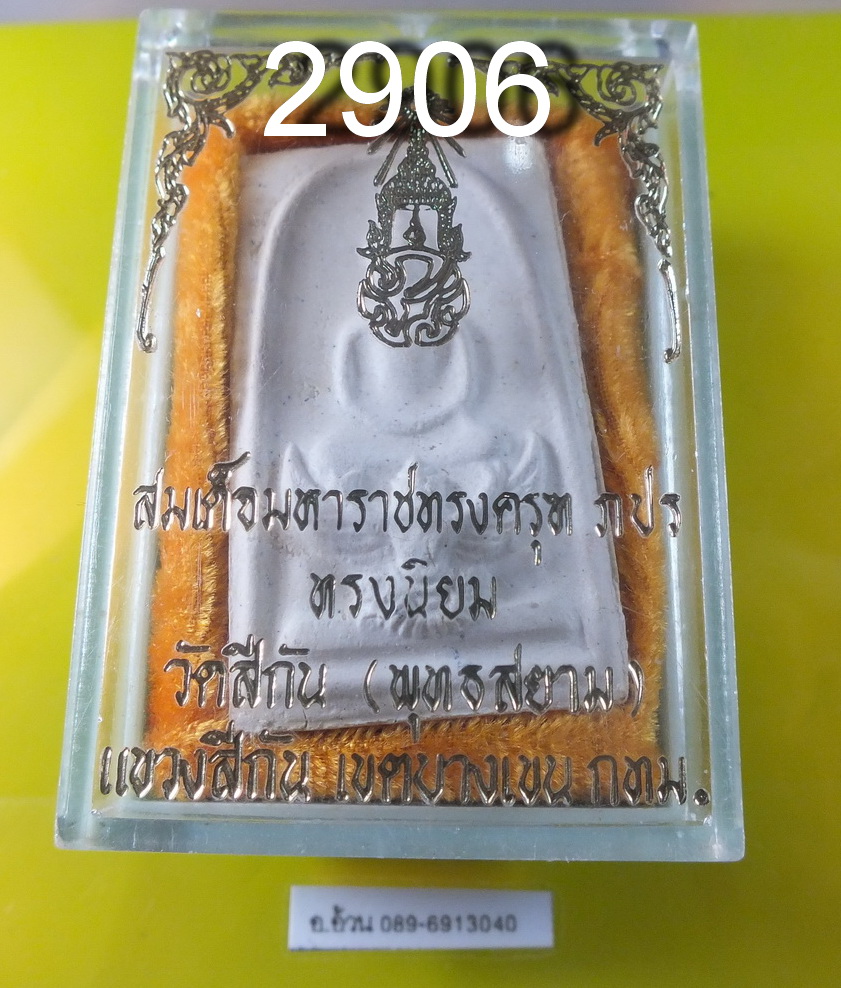 2906
สมเด็จมหาราชทรงครุฑ ภปร
ทรงนิยม
วัดสีกัน (พุทธสยาม)
แขวงสีกัน เขตบางเขน กทม.
อ.อ้วน 089-6913040